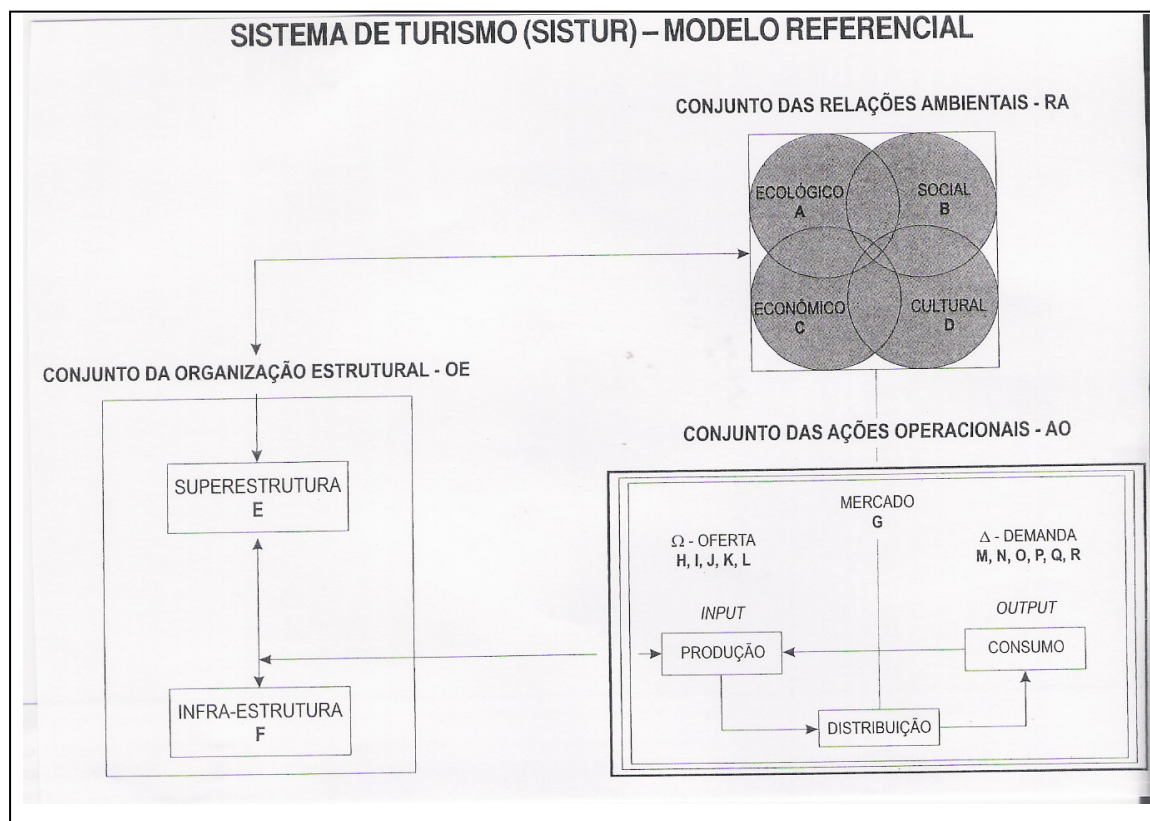 SISTEMA DE TURISMO (SISTUR) – MODELO REFERENCIAL
CONJUNTO DAS RELAÇÕES AMBIENTAIS - RA
ECOLÓGICO
A
SOCIAL
B
ECONÔMICO
C
CULTURAL
D
CONJUNTO DA ORGANIZAÇÃO ESTRUTURAL - OE
SUPERESTRUTURA
E
INFRA-ESTRUTURA
F
CONJUNTO DAS AÇÕES OPERACIONAIS - AO
MERCADO
G
Ω - OFERTA
H, I, J, K, L
Δ - DEMANDA
M, N, O, P, Q, R
INPUT
OUTPUT
PRODUÇÃO
CONSUMO
DISTRIBUIÇÃO